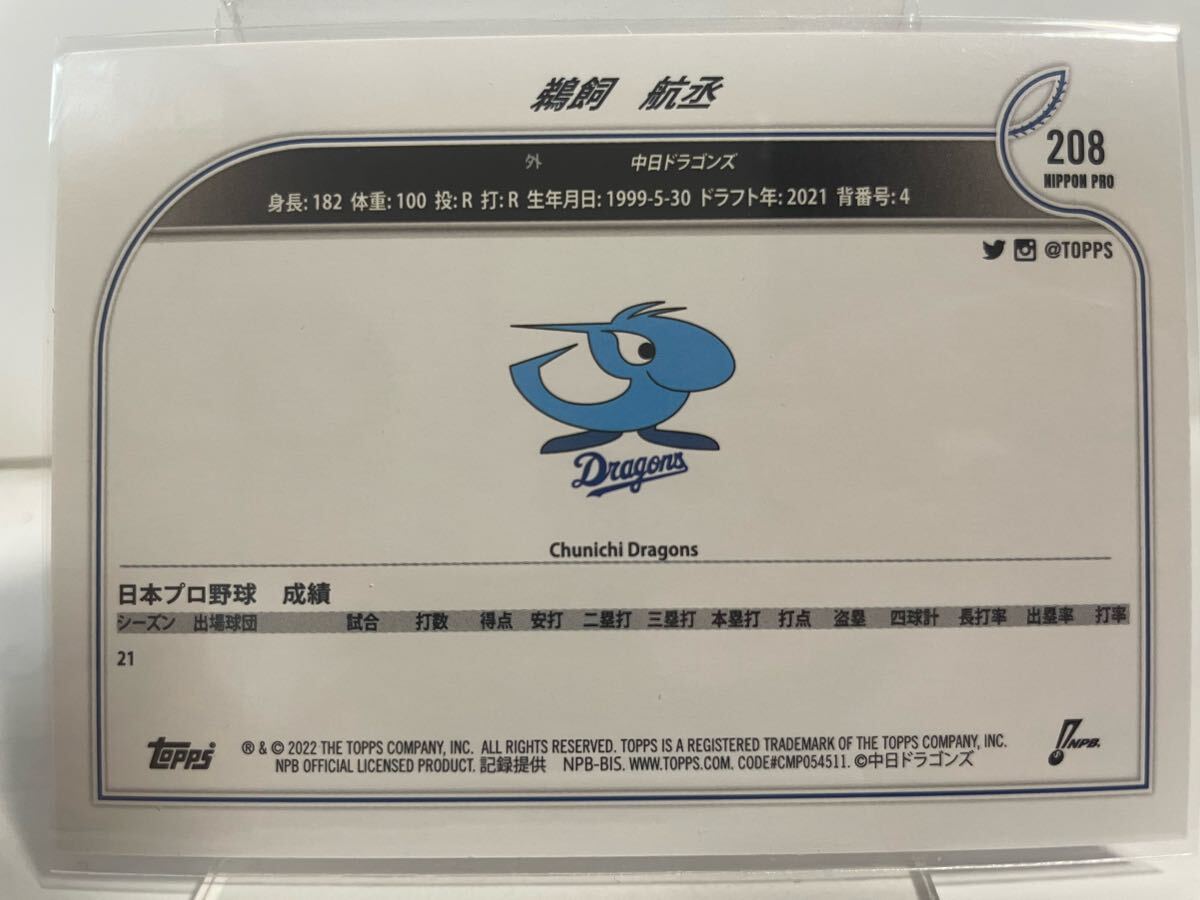 鵜飼　航丞
208
NIPPON PRO
外　中日ドラゴンズ
身長: 182 体重: 100 投: R 打: R 生年月日: 1999-5-30 ドラフト年: 2021 背番号: 4
@TOPPS
Dragons
Chunichi Dragons
日本プロ野球　成績
シーズン 出場球団 試合 打数 得点 安打 二塁打 三塁打 本塁打 打点 盗塁 四球計 長打率 出塁率 打率
21
topps
® & © 2022 THE TOPPS COMPANY, INC. ALL RIGHTS RESERVED. TOPPS IS A REGISTERED TRADEMARK OF THE TOPPS COMPANY, INC.
NPB OFFICIAL LICENSED PRODUCT. 記録提供　NPB-BIS. WWW.TOPPS.COM. CODE#CMP054511. ©中日ドラゴンズ
NPB.